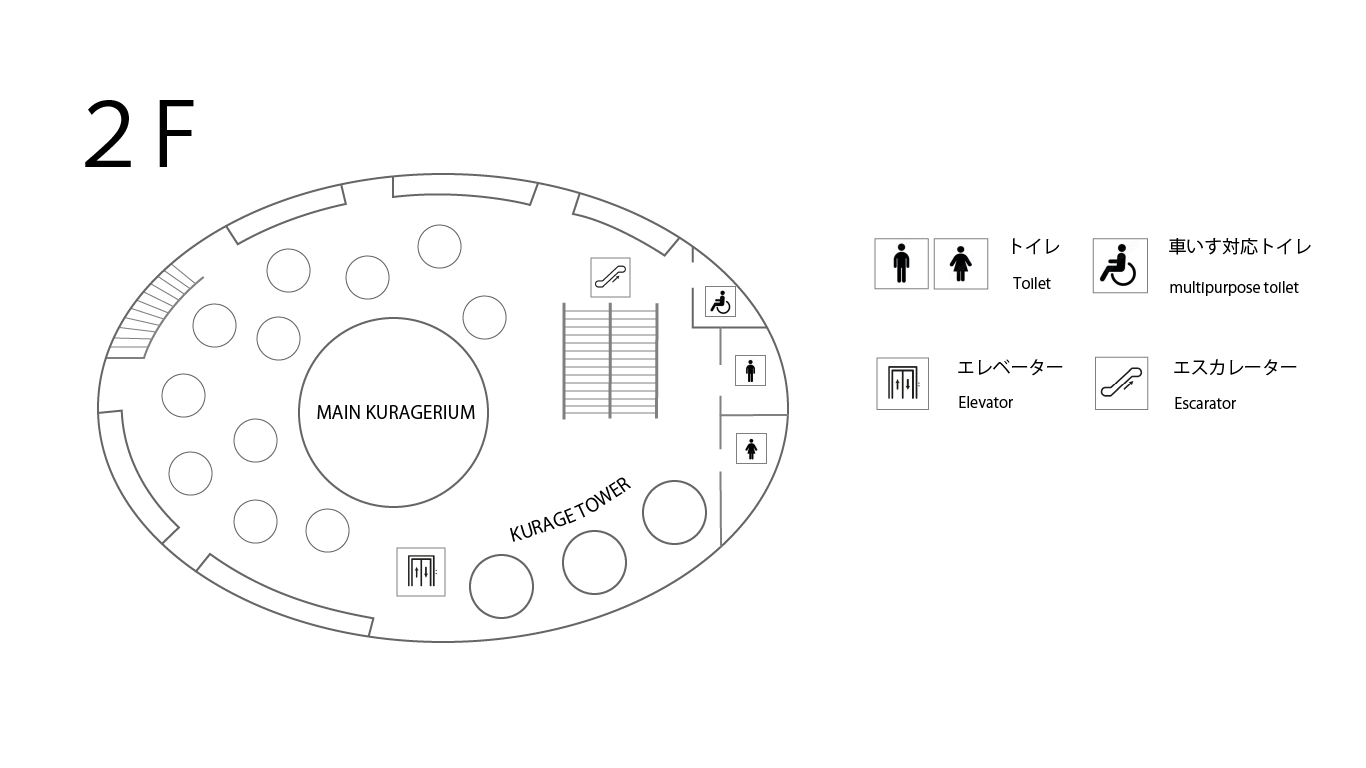 2F
トイレ
Toilet
車いす対応トイレ
multipurpose toilet
エレベーター
Elevator
エスカレーター
Escarator
MAIN KURAGERIUM
KURAGE TOWER